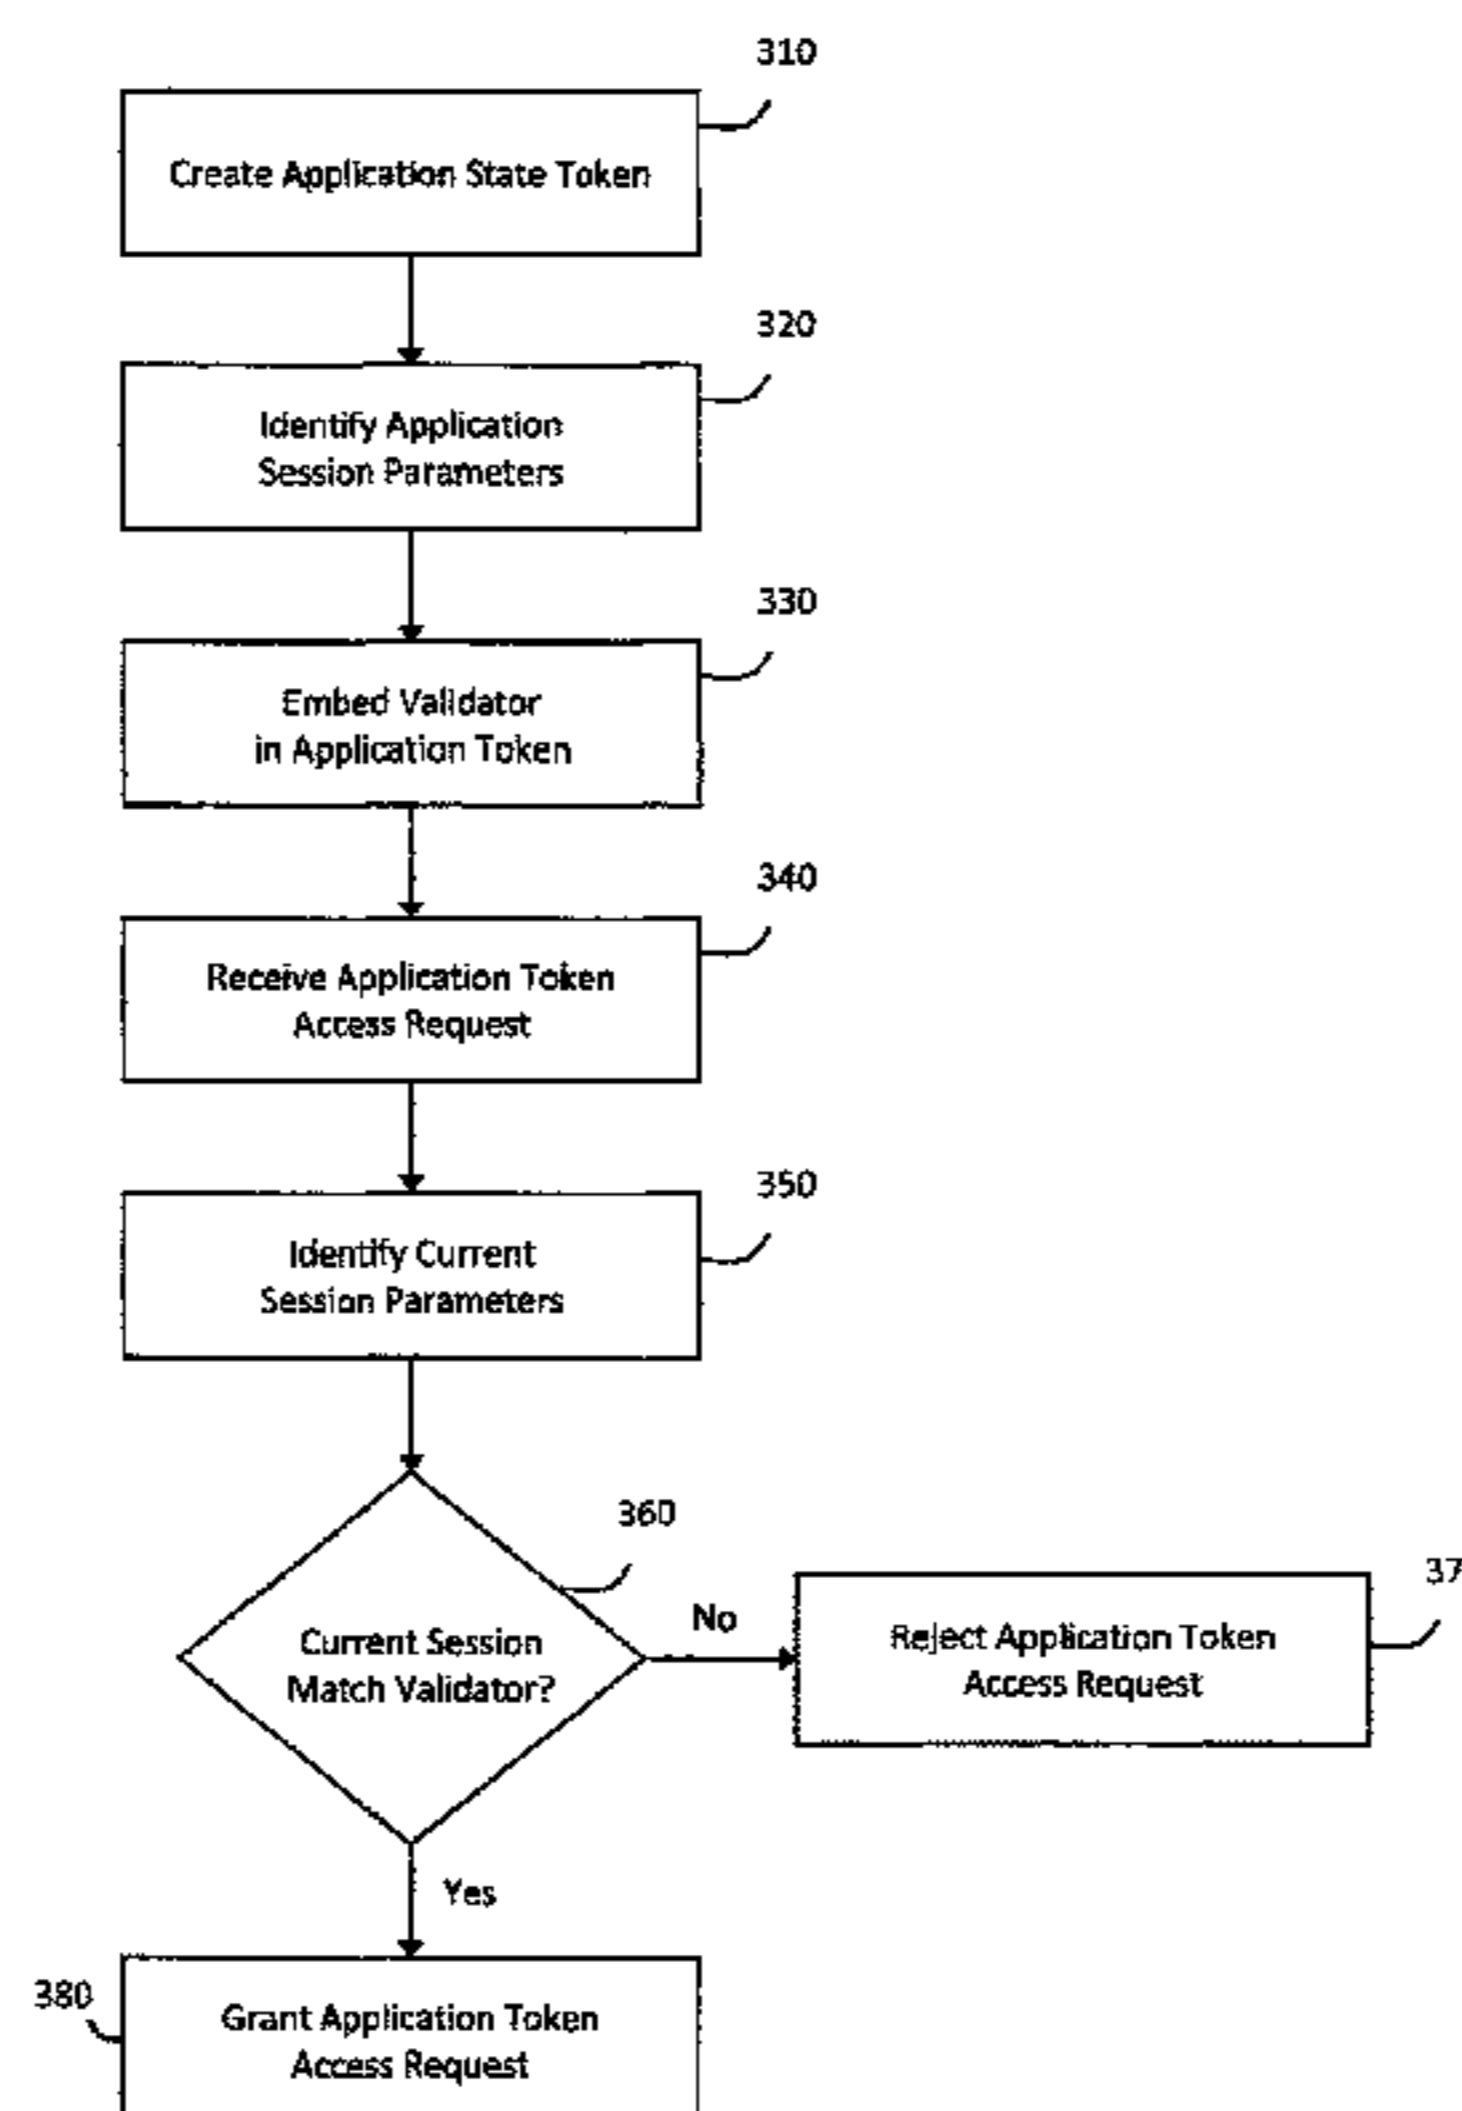 310
Create Application State Token
320
Identify Application
Session Parameters
330
Embed Validator
in Application Token
340
Receive Application Token
Access Request
350
Identify Current
Session Parameters
360
Current Session
Match Validator?
No
37
Reject Application Token
Access Request
Yes
380
Grant Application Token
Access Request